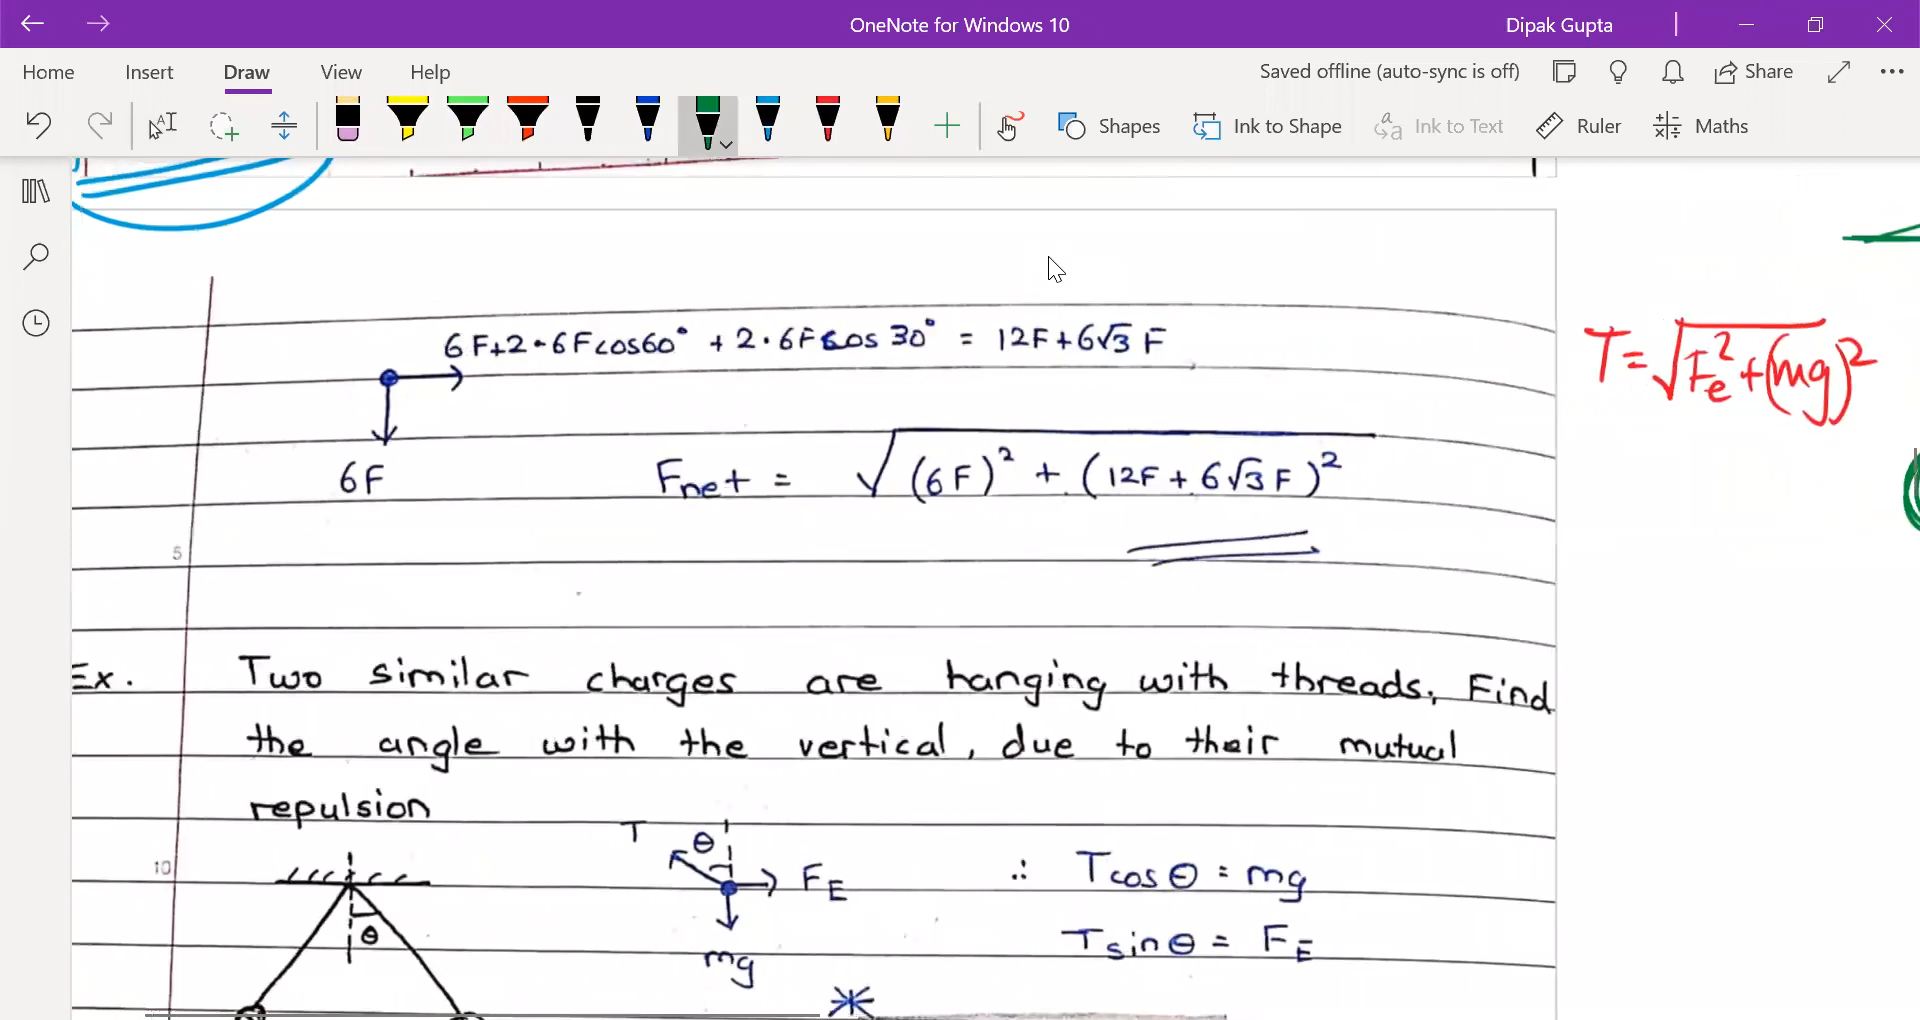 OneNote for Windows 10
Dipak Gupta
Home Insert Draw View Help
Saved offline (auto-sync is off) Share
Shapes Ink to Shape Ink to Text Ruler Maths
6F+2·6Fcos60° + 2·6Fcos 30° = 12F+6√3 F
T=√Fe²+(mg)²
6F
Fnet = √(6F)² + (12F + 6√3 F)²
5
Ex. Two similar charges are hanging with threads. Find
the angle with the vertical, due to their mutual
repulsion
T θ FE
mg
10
θ
∴ Tcosθ = mg
Tsinθ = FE